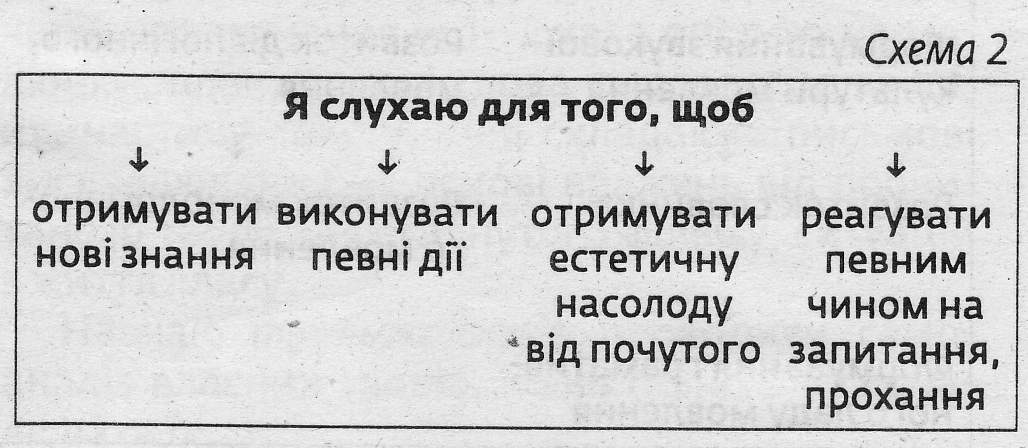 Схема 2
Я слухаю для того, щоб
↓ ↓ ↓ ↓
отримувати
нові знання
виконувати
певні дії
отримувати
естетичну
насолоду
від почутого
реагувати
певним
чином на
запитання,
прохання